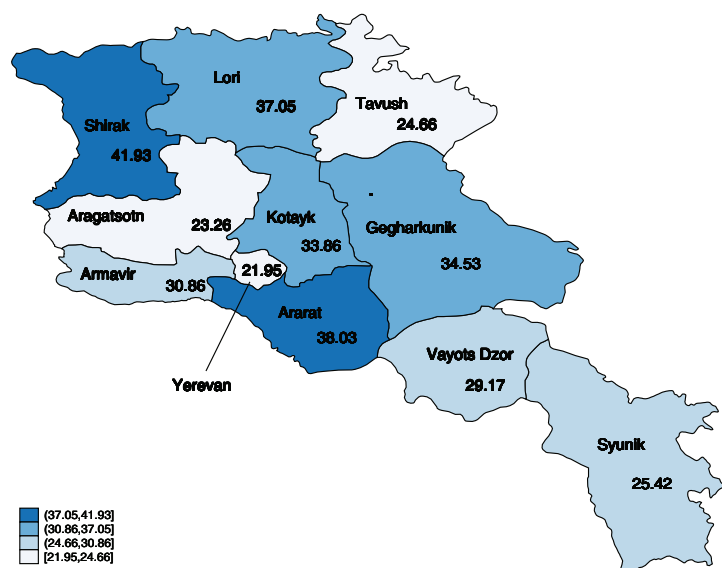 Lori
37.05
Tavush
24.66
Shirak
41.93
Aragatsotn
23.26
Kotayk
33.86
Gegharkunik
34.53
Armavir
30.86
21.95
Yerevan
Ararat
38.03
Vayots Dzor
29.17
Syunik
25.42
(37.05,41.93]
(30.86,37.05]
(24.66,30.86]
[21.95,24.66]